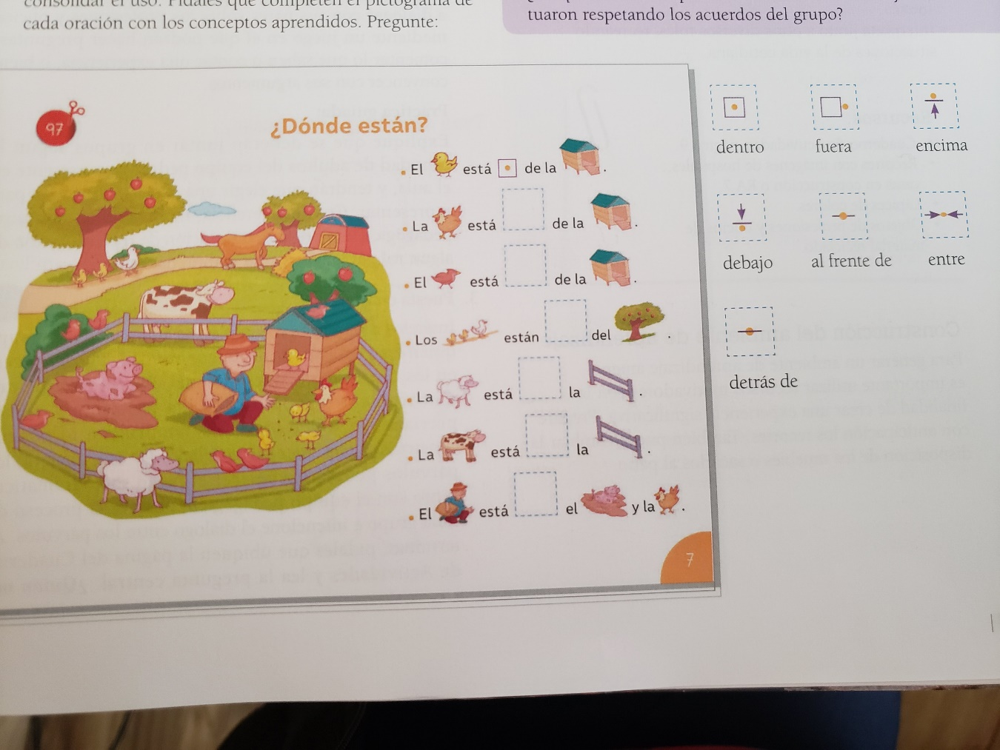 consolidar el uso. Pídales que completen el pictograma de
cada oración con los conceptos aprendidos. Pregunte:
tuaron respetando los acuerdos del grupo?
97
¿Dónde están?
• El está de la .
• La está de la .
• El está de la .
• Los están del .
• La está la .
• La está la .
• El está el y la .
7
dentro fuera encima
debajo al frente de entre
detrás de